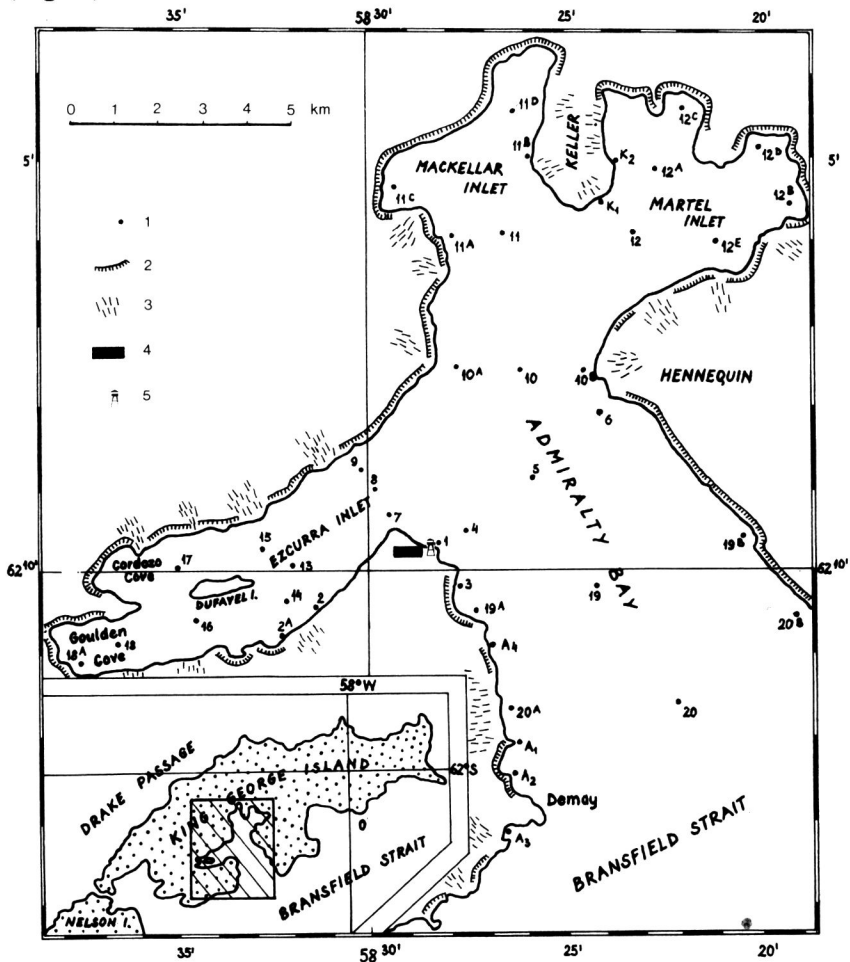 35'
58°30'
25'
20'
0 1 2 3 4 5 km
5'
11D
11B
KELLER
12C
K2
12A
12D
MACKELLAR
INLET
11C
K1
MARTEL
INLET
12B
11A
11
12
12E
1
2
3
4
5
10A
10
10B
HENNEQUIN
6
ADMIRALTY
BAY
5
9
8
EZCURRA INLET
7
4
1
15
19B
Cordozo
Cove
17
13
62°10'
62°10'
DUFAYEL I.
14
2
3
19A
19
20B
16
2A
Goulden
Cove
18A
18
A4
20A
20
A1
A2
Demay
A3
BRANSFIELD STRAIT
58°W
62°S
DRAKE PASSAGE
KING GEORGE ISLAND
BRANSFIELD STRAIT
NELSON I.
35'
58°30'
25'
20'